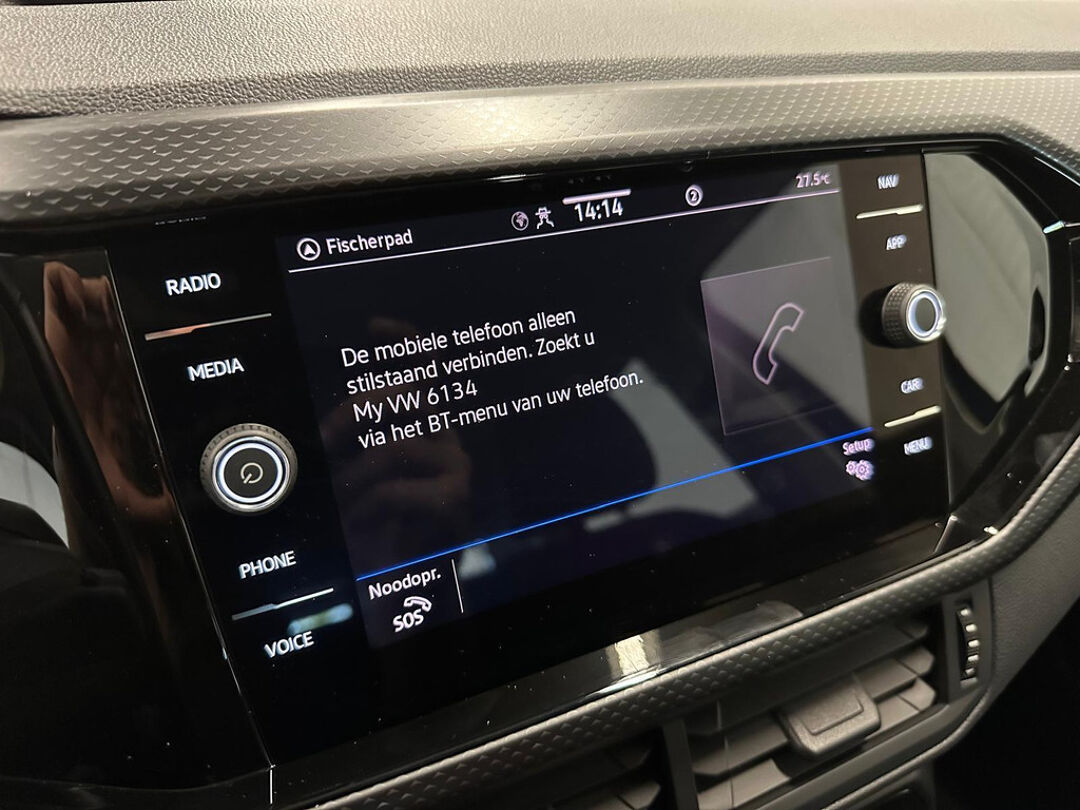 Fischerpad
14:14
2
27.5°C
NAV
APP
CAR
MENU
RADIO
MEDIA
PHONE
VOICE
De mobiele telefoon alleen
stilstaand verbinden. Zoekt u
My VW 6134
via het BT-menu van uw telefoon.
Setup
Noodopr.
SOS